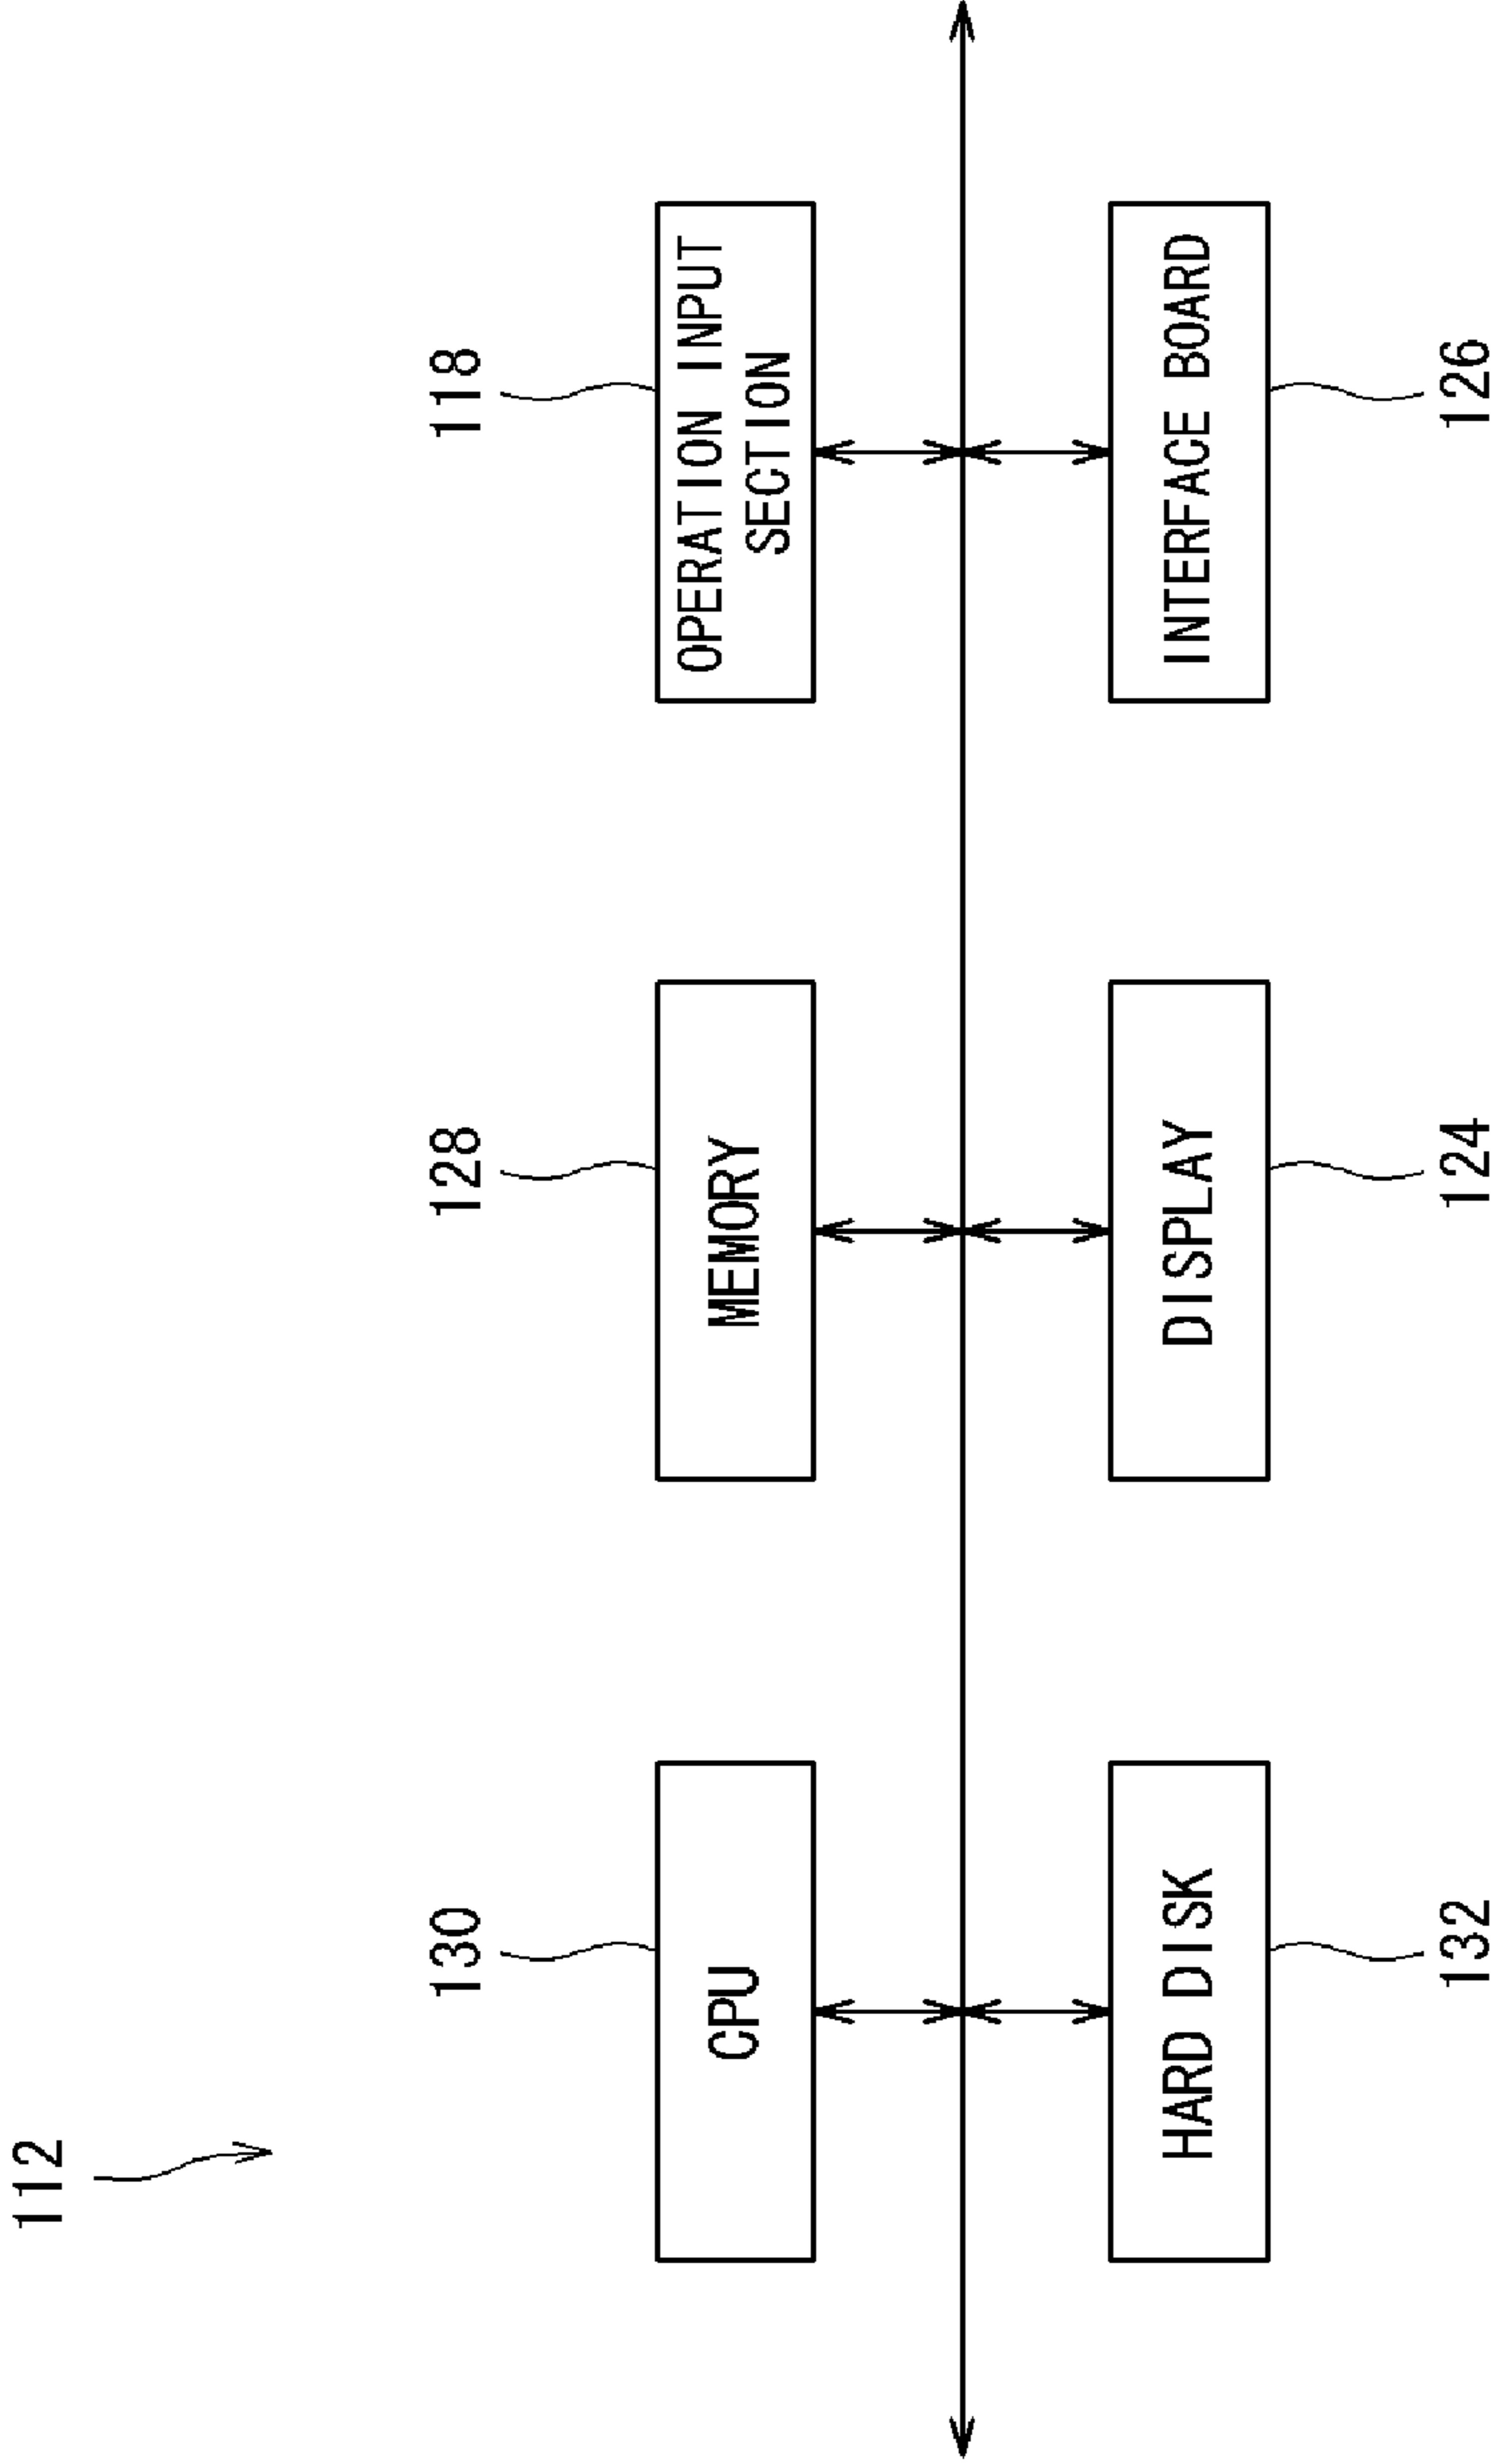 112
130
128
118
CPU
MEMORY
OPERATION INPUT
SECTION
HARD DISK
DISPLAY
INTERFACE BOARD
132
124
126